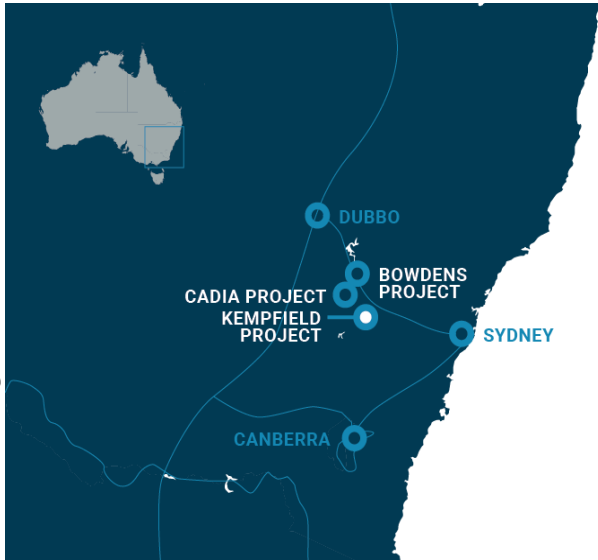 DUBBO
BOWDENS
PROJECT
CADIA PROJECT
KEMPFIELD
PROJECT
SYDNEY
CANBERRA